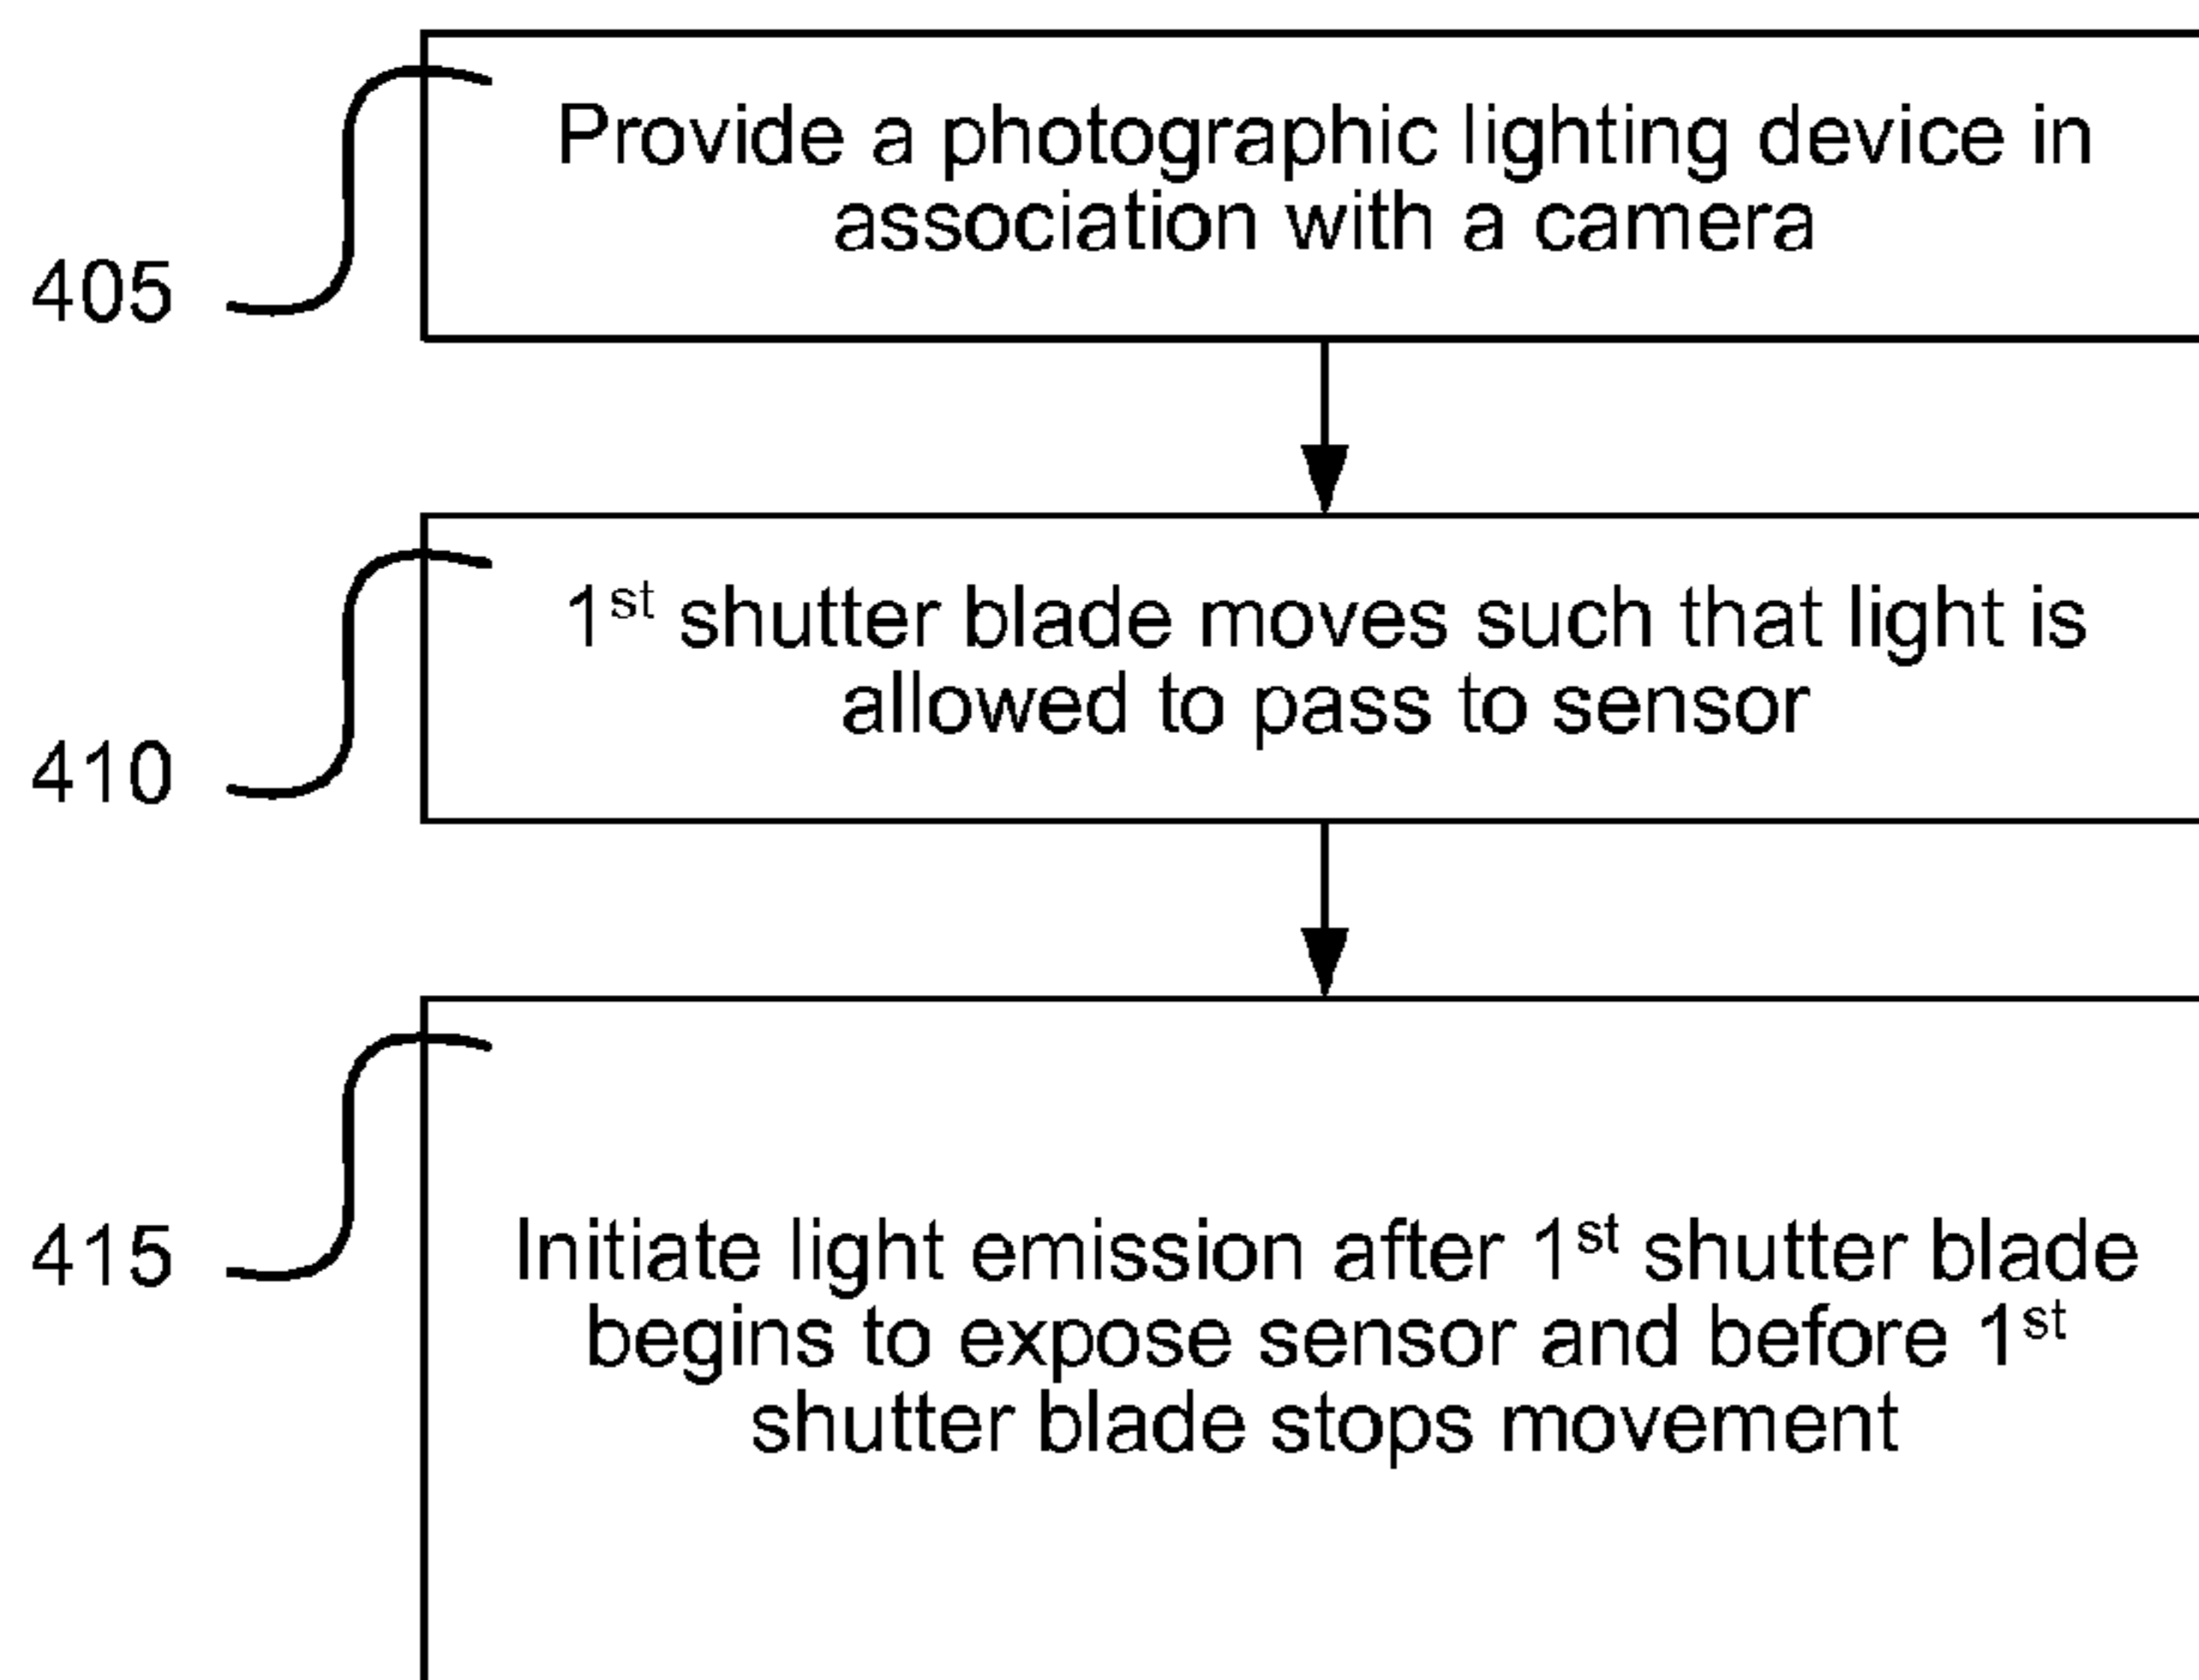 Provide a photographic lighting device in
association with a camera
405
1st shutter blade moves such that light is
allowed to pass to sensor
410
Initiate light emission after 1st shutter blade
begins to expose sensor and before 1st
shutter blade stops movement
415